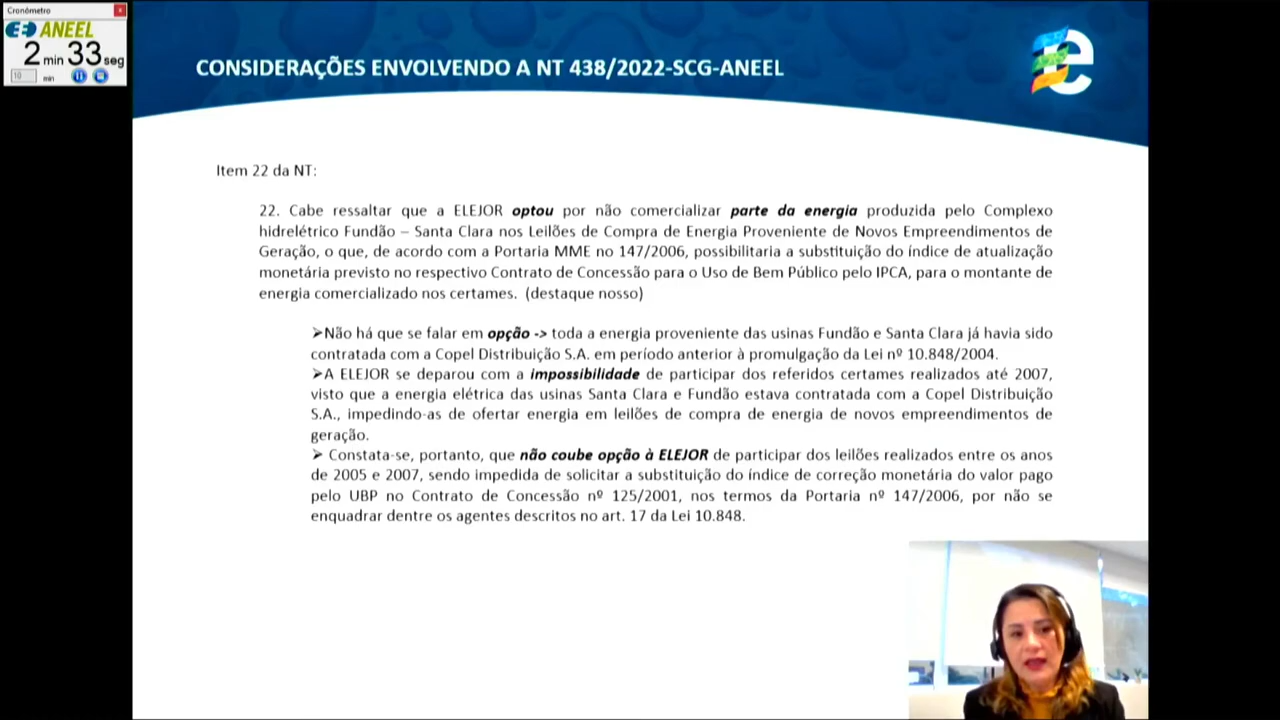 Cronómetro
ANEEL
2 min 33 seg
10 min
CONSIDERAÇÕES ENVOLVENDO A NT 438/2022-SCG-ANEEL
e
Item 22 da NT:
22. Cabe ressaltar que a ELEJOR optou por não comercializar parte da energia produzida pelo Complexo
hidrelétrico Fundão – Santa Clara nos Leilões de Compra de Energia Proveniente de Novos Empreendimentos de
Geração, o que, de acordo com a Portaria MME no 147/2006, possibilitaria a substituição do índice de atualização
monetária previsto no respectivo Contrato de Concessão para o Uso de Bem Público pelo IPCA, para o montante de
energia comercializado nos certames. (destaque nosso)
➢Não há que se falar em opção -> toda a energia proveniente das usinas Fundão e Santa Clara já havia sido
contratada com a Copel Distribuição S.A. em período anterior à promulgação da Lei nº 10.848/2004.
➢A ELEJOR se deparou com a impossibilidade de participar dos referidos certames realizados até 2007,
visto que a energia elétrica das usinas Santa Clara e Fundão estava contratada com a Copel Distribuição
S.A., impedindo-as de ofertar energia em leilões de compra de energia de novos empreendimentos de
geração.
➢ Constata-se, portanto, que não coube opção à ELEJOR de participar dos leilões realizados entre os anos
de 2005 e 2007, sendo impedida de solicitar a substituição do índice de correção monetária do valor pago
pelo UBP no Contrato de Concessão nº 125/2001, nos termos da Portaria nº 147/2006, por não se
enquadrar dentre os agentes descritos no art. 17 da Lei 10.848.